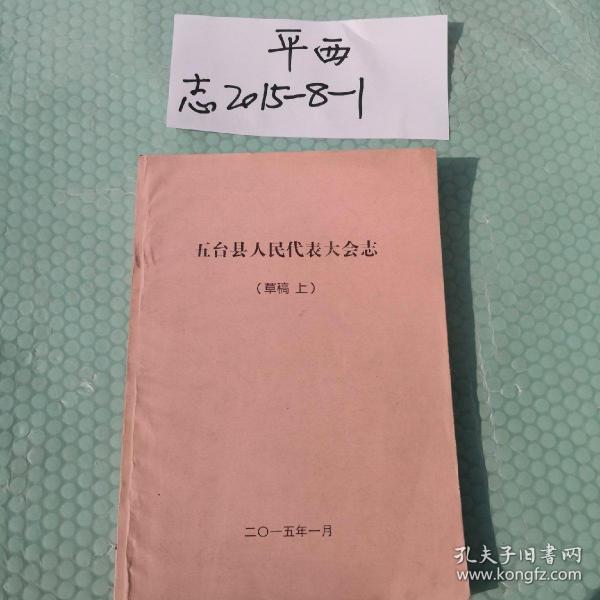 平西
志2015-8-1
五台县人民代表大会志
（草稿 上）
二〇一五年一月
孔夫子旧书网
www.kongfz.com